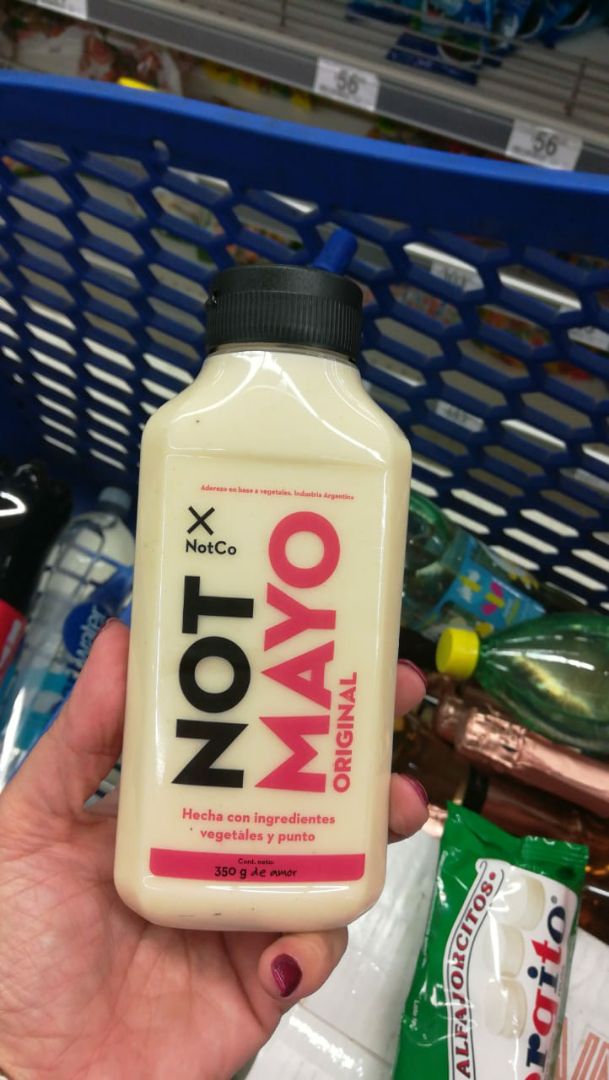 56
56
Aderezo en base a vegetales. Industria Argentina
NotCo
NOT
MAYO
ORIGINAL
Hecha con ingredientes
vegetales y punto
Cont. neto:
350 g de amor
water
ALFAJORCITOS